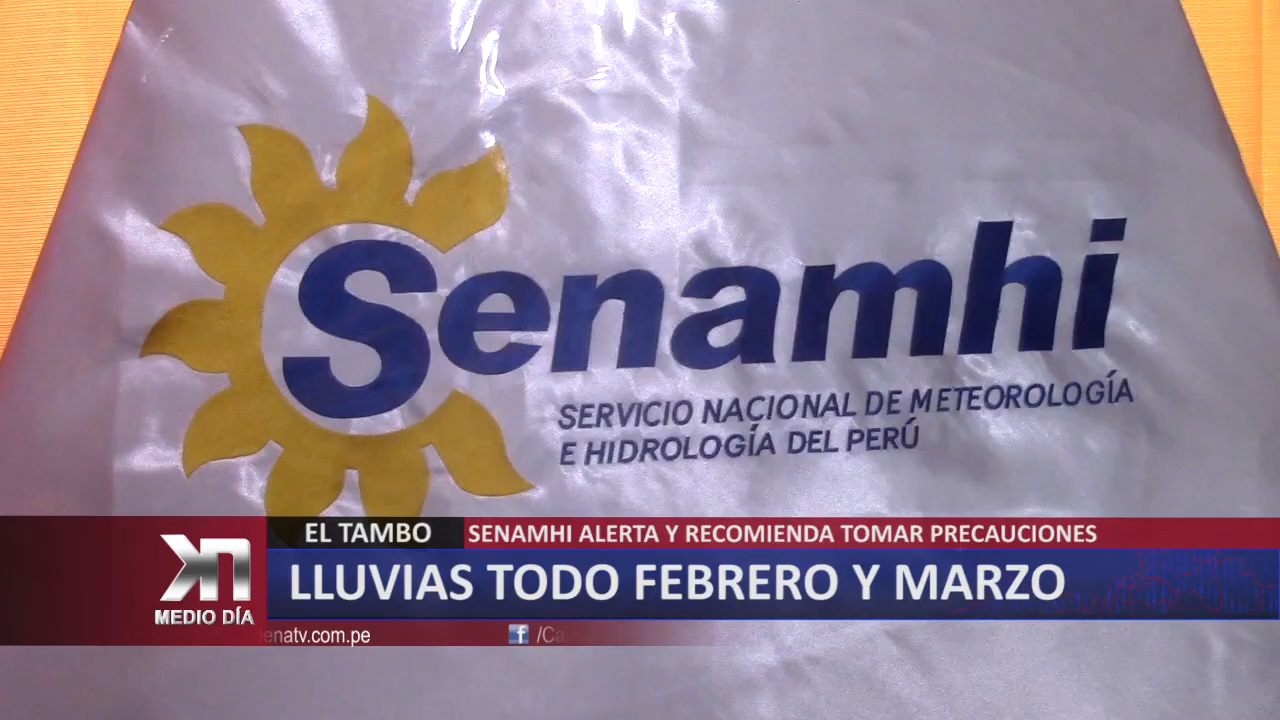 Senamhi
SERVICIO NACIONAL DE METEOROLOGÍA
E HIDROLOGÍA DEL PERÚ
EL TAMBO
SENAMHI ALERTA Y RECOMIENDA TOMAR PRECAUCIONES
LLUVIAS TODO FEBRERO Y MARZO
MEDIO DÍA